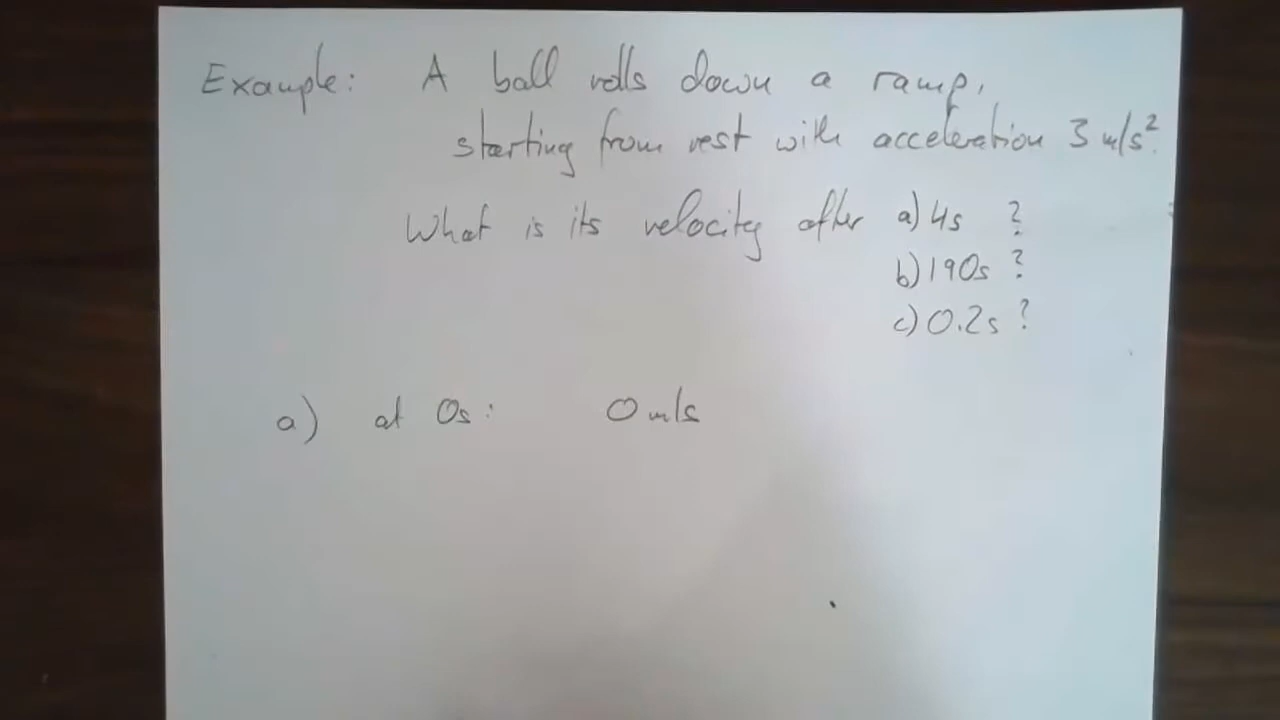 Example: A ball rolls down a ramp,
starting from rest with acceleration 3 m/s².
What is its velocity after a) 4s ?
b) 190s ?
c) 0.2s ?
a) at 0s: 0 m/s